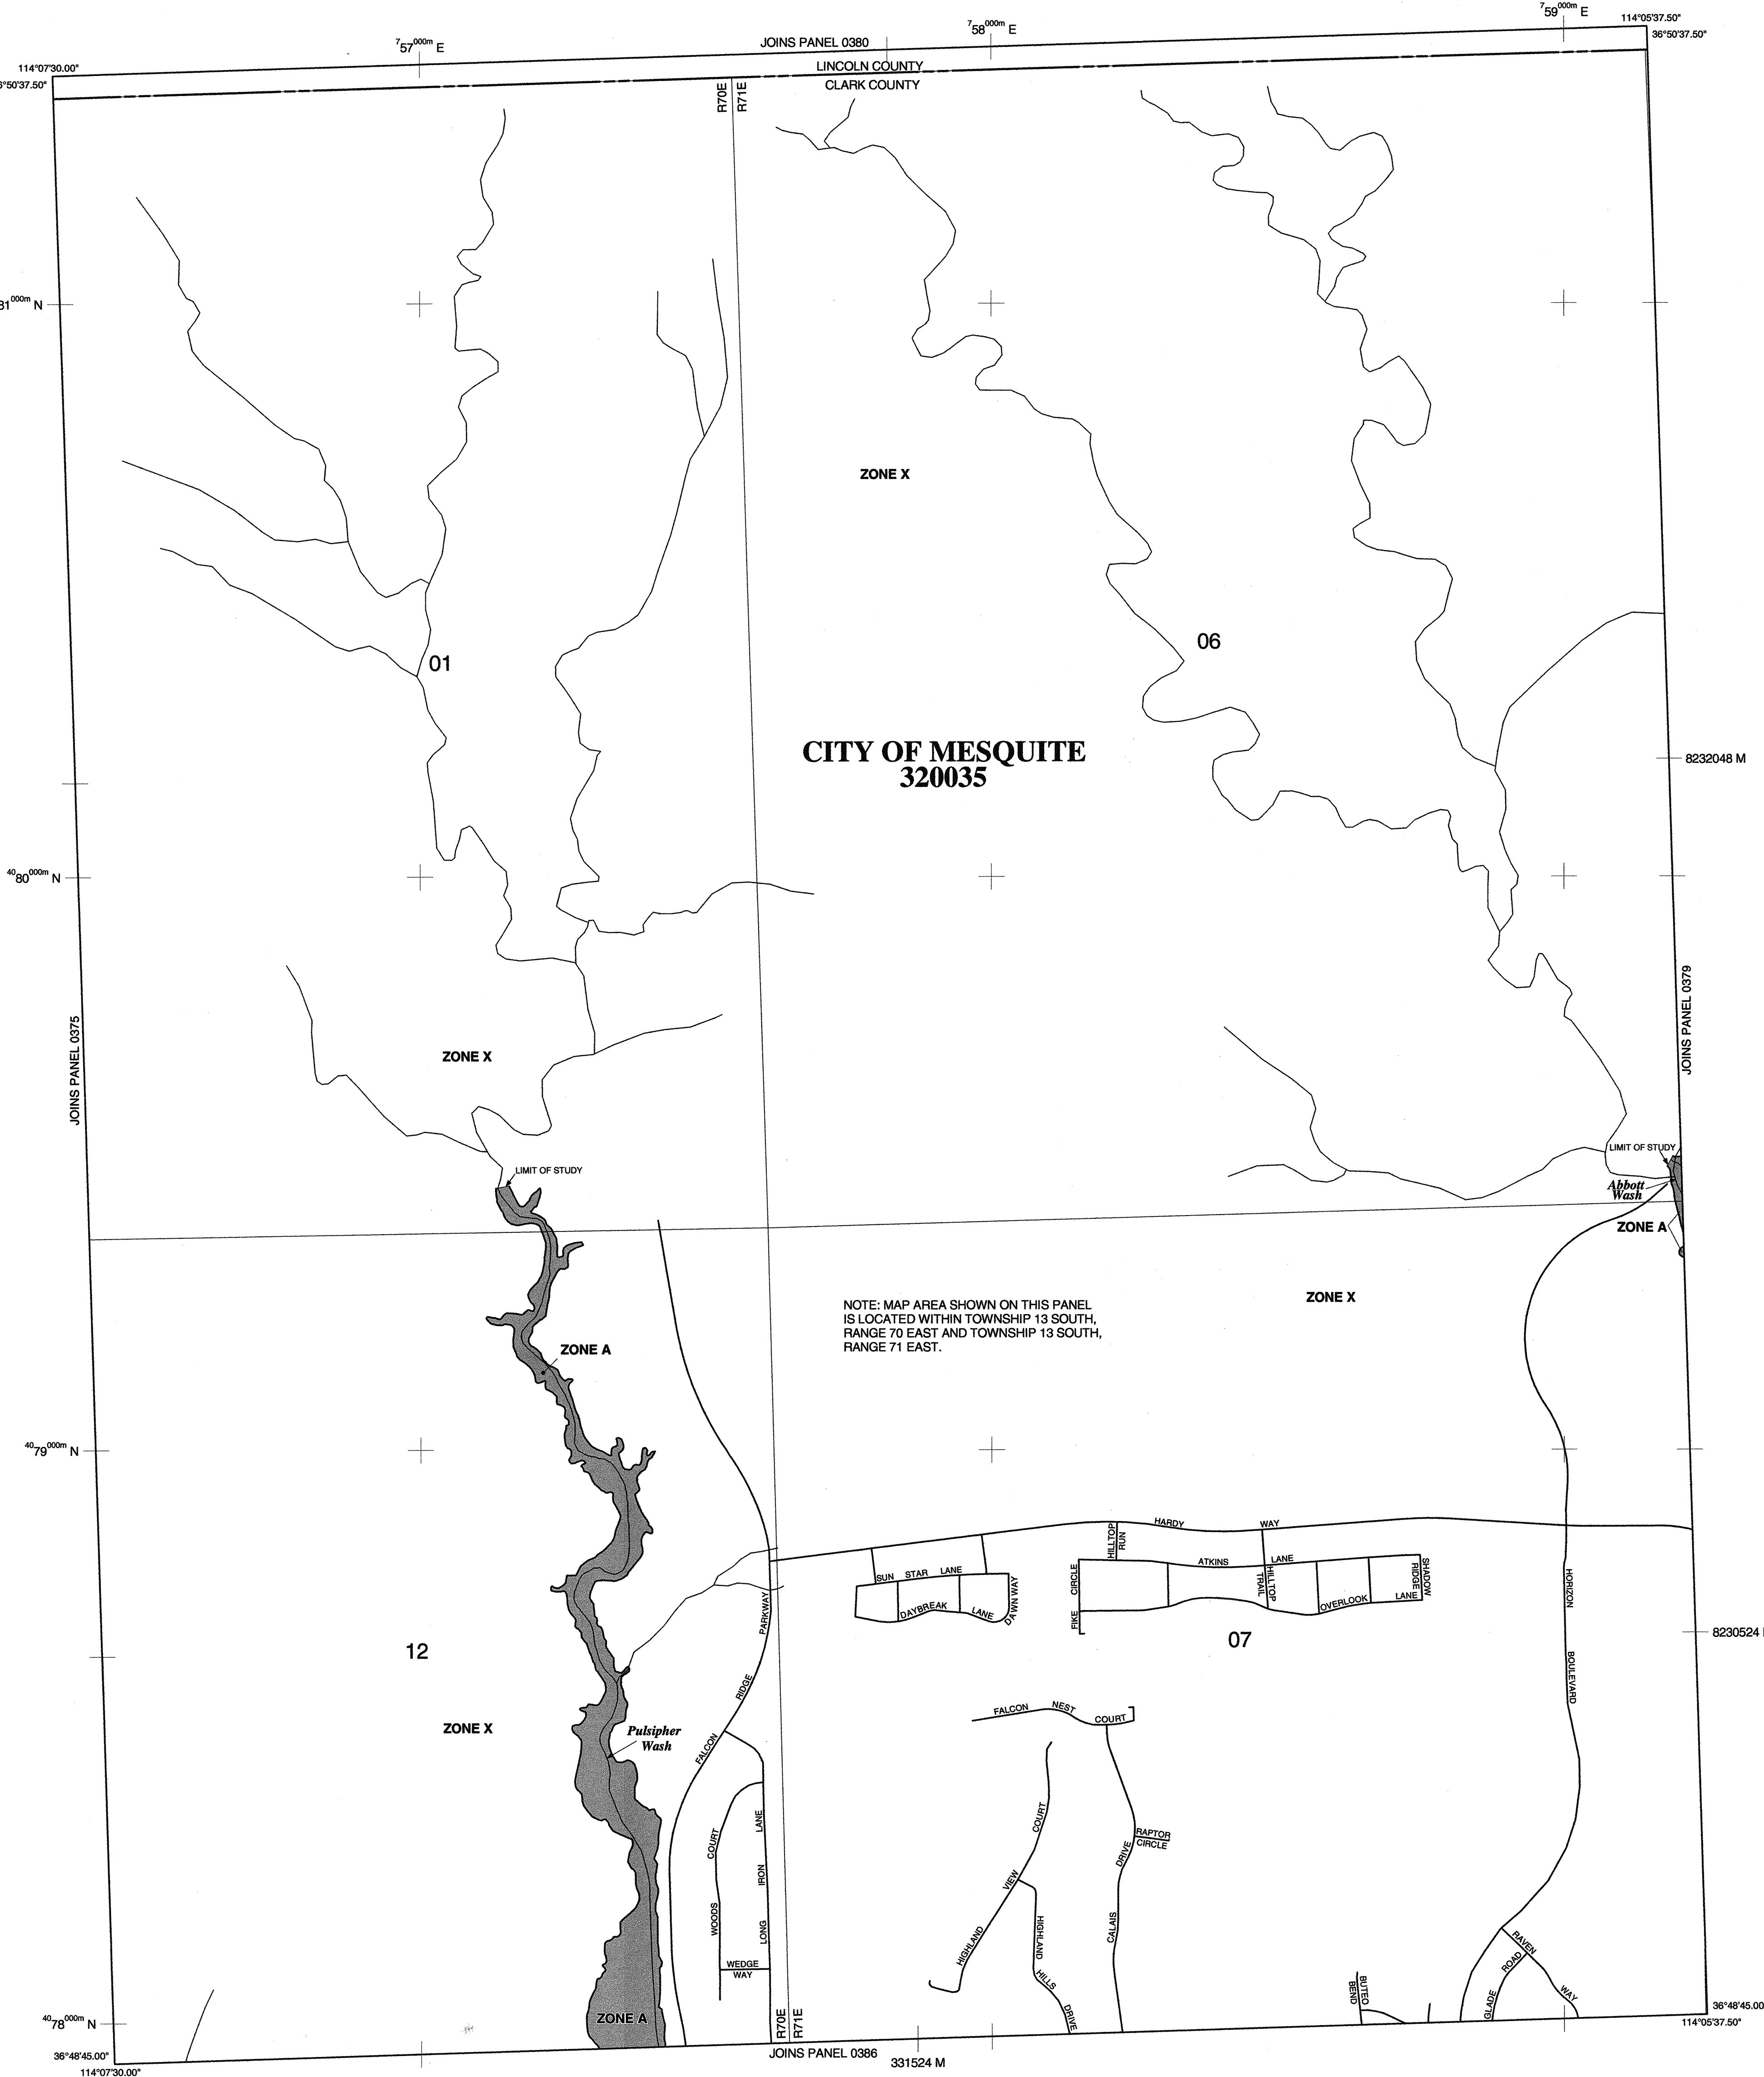 759000m E
758000m E
114°05'37.50"
757000m E
JOINS PANEL 0380
36°50'37.50"
114°07'30.00"
LINCOLN COUNTY
6°50'37.50"
CLARK COUNTY
R70E
R71E
81000m N
ZONE X
06
01
CITY OF MESQUITE
320035
8232048 M
4080000m N
JOINS PANEL 0375
JOINS PANEL 0379
ZONE X
LIMIT OF STUDY
LIMIT OF STUDY
Abbott
Wash
ZONE A
ZONE X
NOTE: MAP AREA SHOWN ON THIS PANEL
IS LOCATED WITHIN TOWNSHIP 13 SOUTH,
RANGE 70 EAST AND TOWNSHIP 13 SOUTH,
RANGE 71 EAST.
ZONE A
4079000m N
HARDY WAY
HILLTOP
RUN
ATKINS LANE
SUN STAR LANE
DAYBREAK LANE
DAWN WAY
FIKE CIRCLE
HILLTOP
TRAIL
OVERLOOK LANE
SHADOW
RIDGE
HORIZON BOULEVARD
FALCON RIDGE PARKWAY
12
07
8230524
ZONE X
Pulsipher
Wash
FALCON NEST COURT
RAPTOR
CIRCLE
WOODS COURT
LONG IRON LANE
HIGHLAND VIEW COURT
HIGHLAND HILLS DRIVE
CALAIS DRIVE
WEDGE
WAY
RAVEN WAY
GLADE ROAD
BUTEO
BEND
ZONE A
4078000m N
R70E
R71E
36°48'45.00"
114°05'37.50"
36°48'45.00"
114°07'30.00"
JOINS PANEL 0386
331524 M